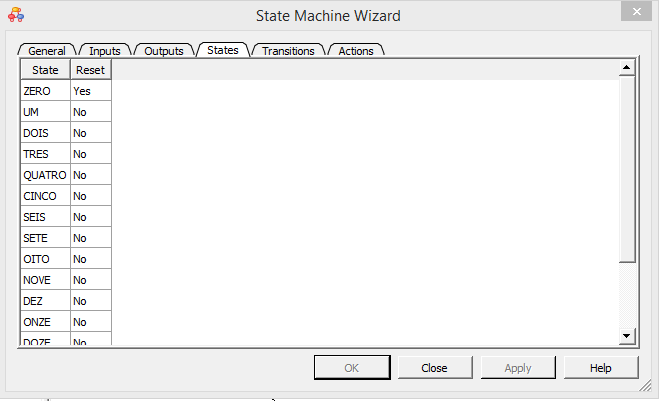 State Machine Wizard
General Inputs Outputs States Transitions Actions
State Reset
ZERO Yes
UM No
DOIS No
TRES No
QUATRO No
CINCO No
SEIS No
SETE No
OITO No
NOVE No
DEZ No
ONZE No
DOZE No
OK Close Apply Help